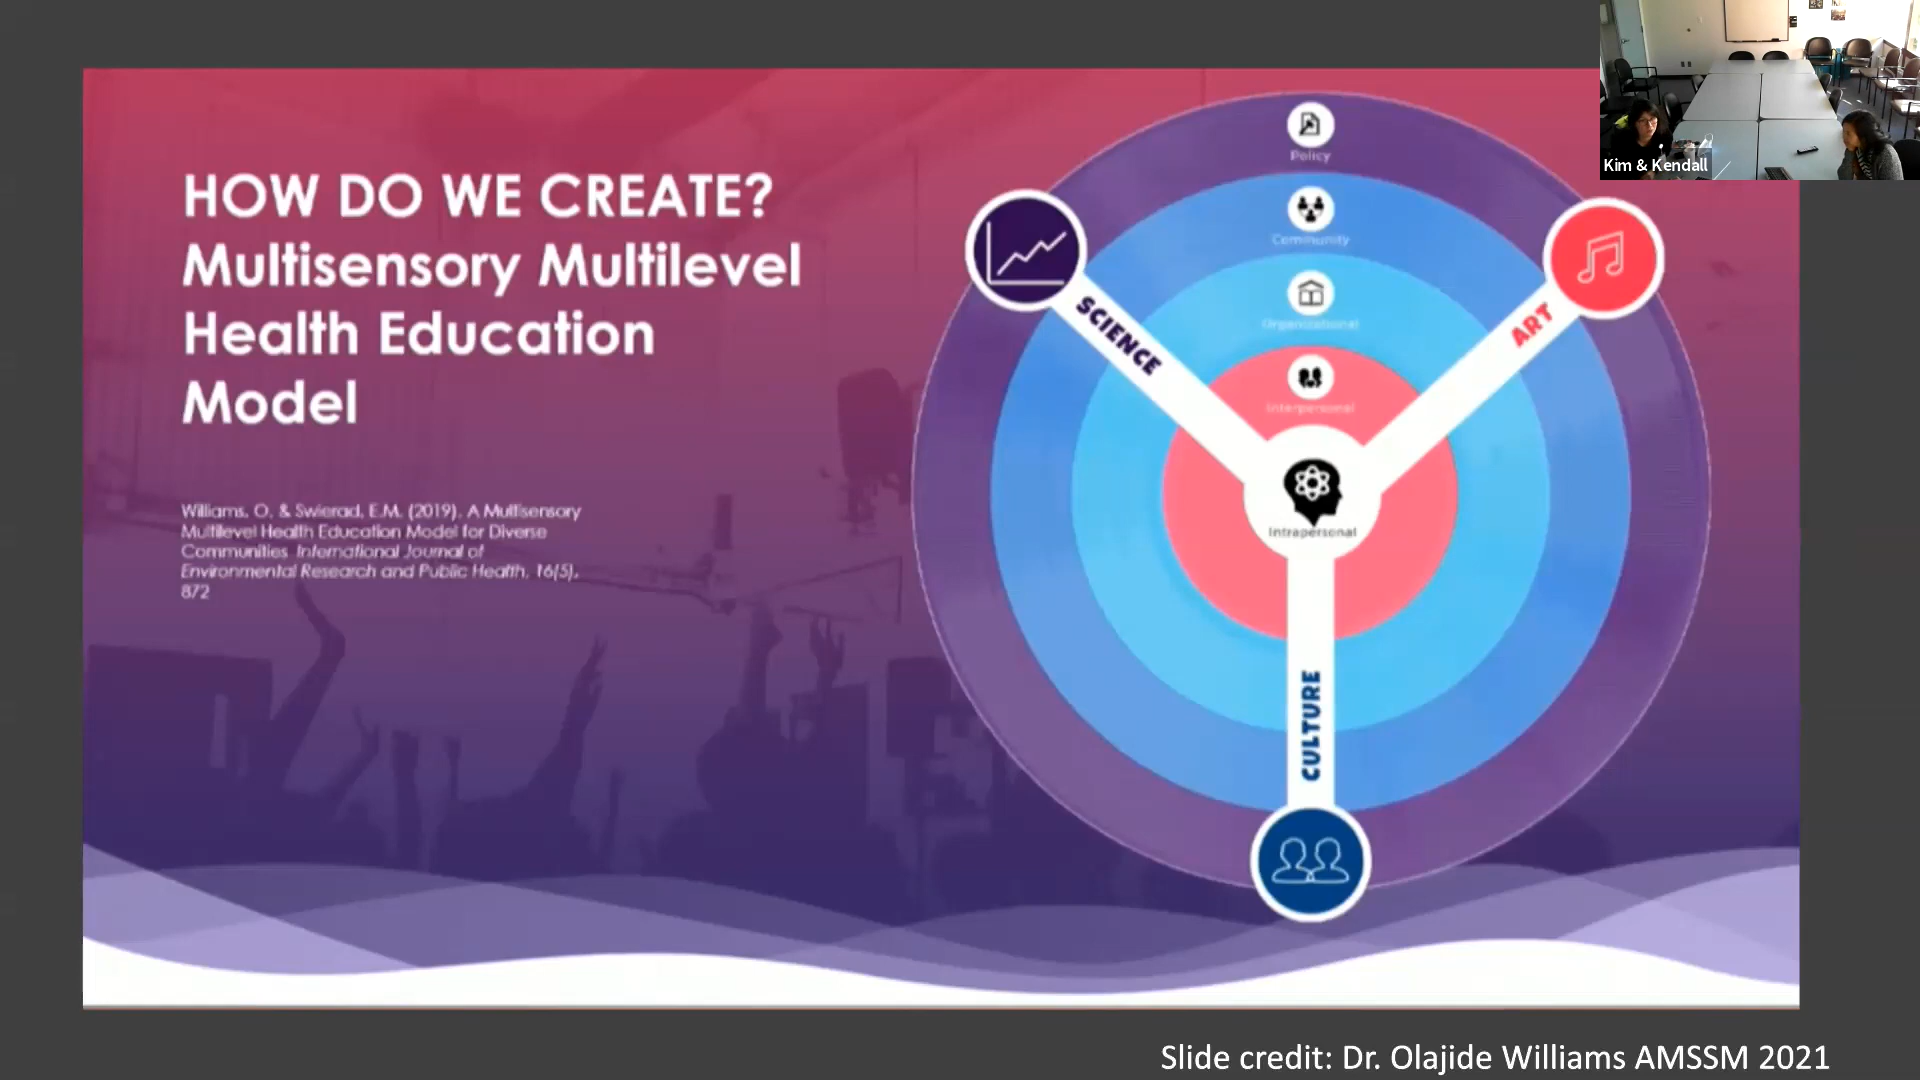 HOW DO WE CREATE?
Multisensory Multilevel
Health Education
Model
Williams, O. & Swierad, E.M. (2019). A Multisensory
Multilevel Health Education Model for Diverse
Communities. International Journal of
Environmental Research and Public Health, 16(5),
872
Policy
Community
Organizational
Interpersonal
Intrapersonal
SCIENCE
ART
CULTURE
Kim & Kendall
Slide credit: Dr. Olajide Williams AMSSM 2021